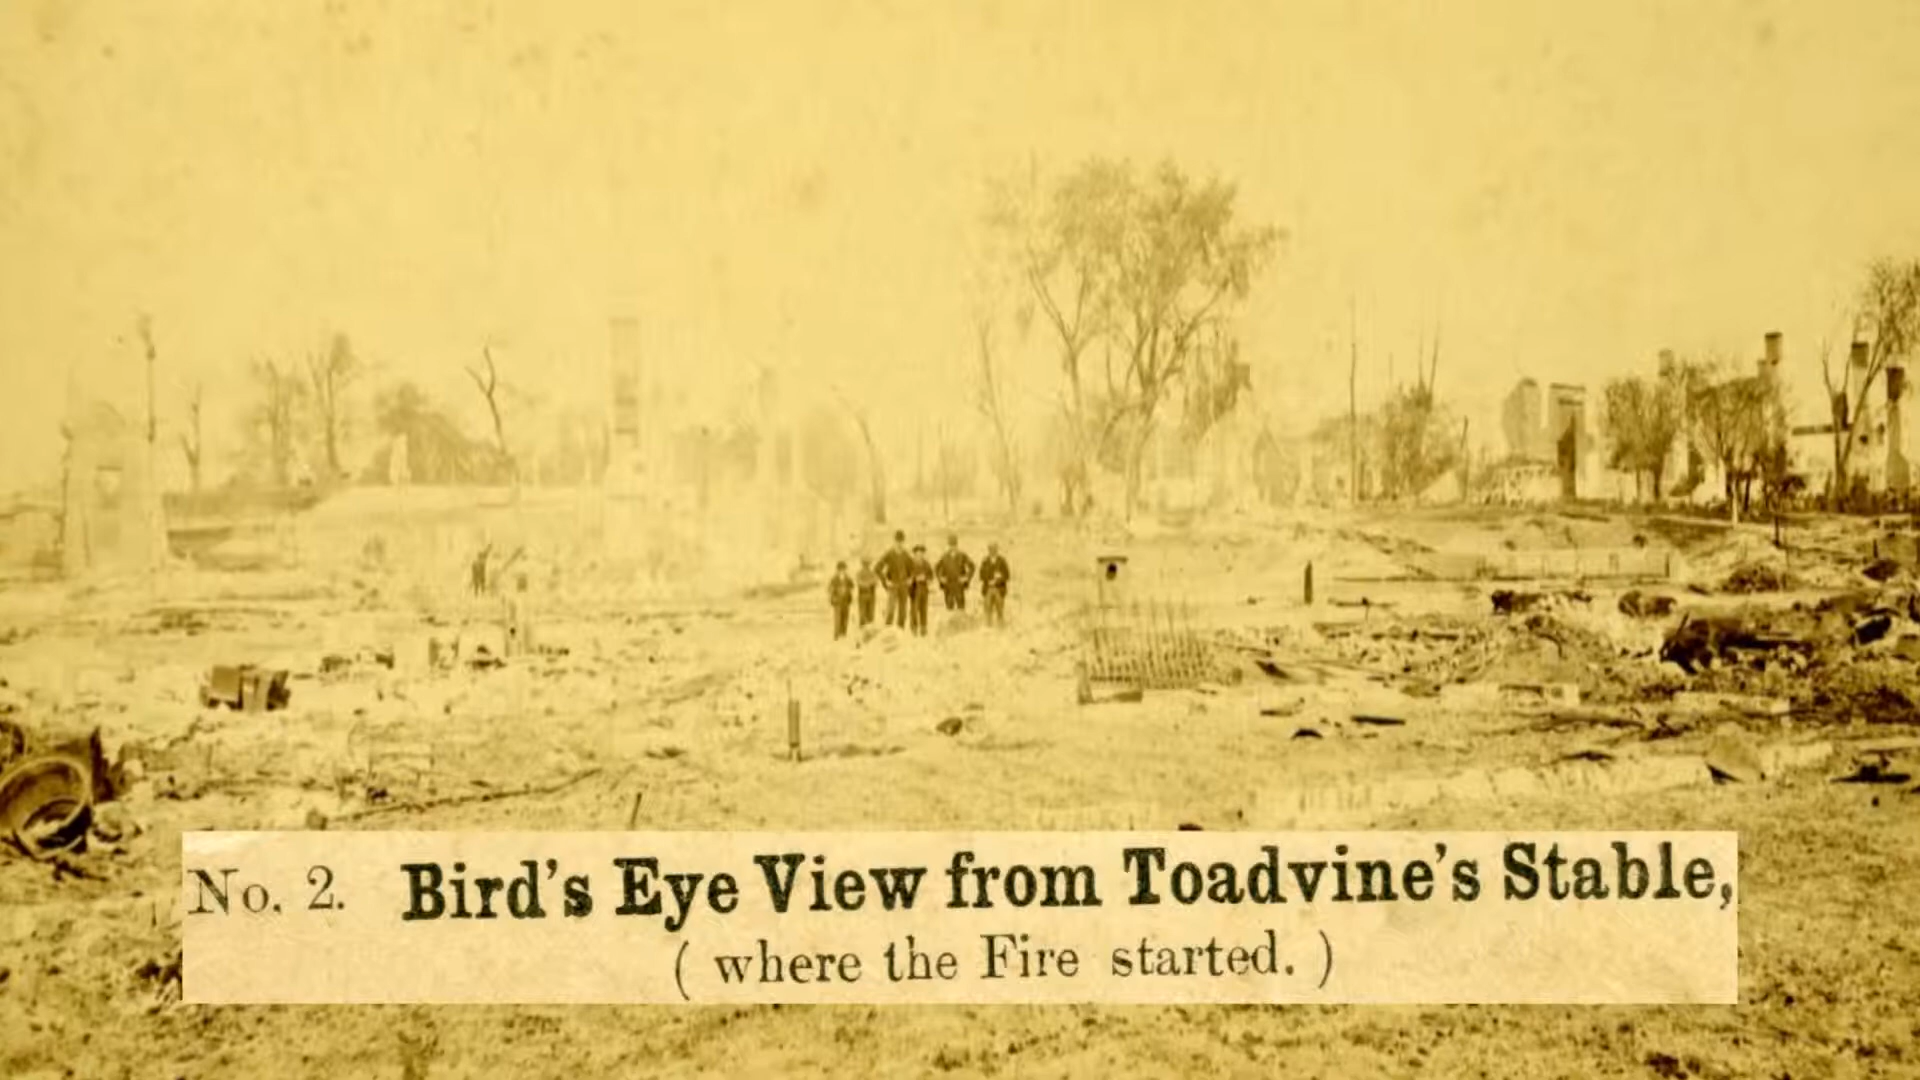 No. 2. Bird's Eye View from Toadvine's Stable,
( where the Fire started. )